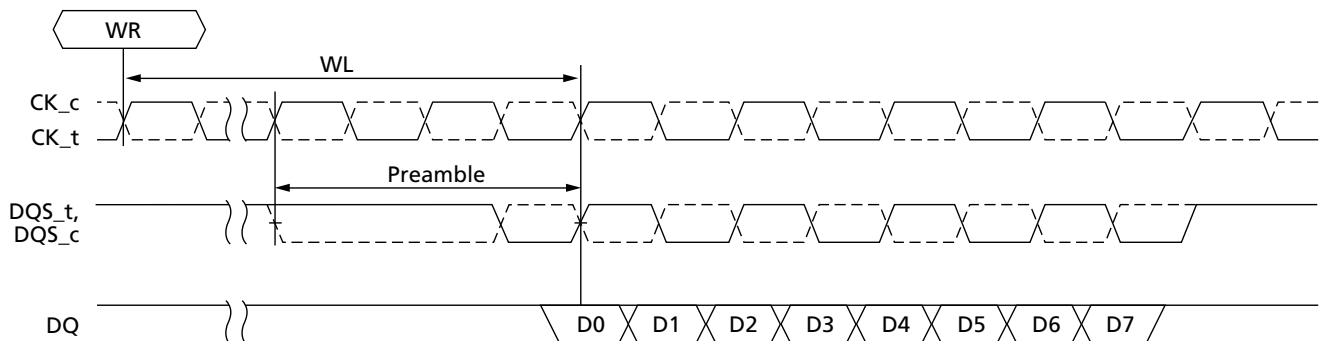 WR
WL
CK_c
CK_t
Preamble
DQS_t,
DQS_c
DQ
D0 D1 D2 D3 D4 D5 D6 D7